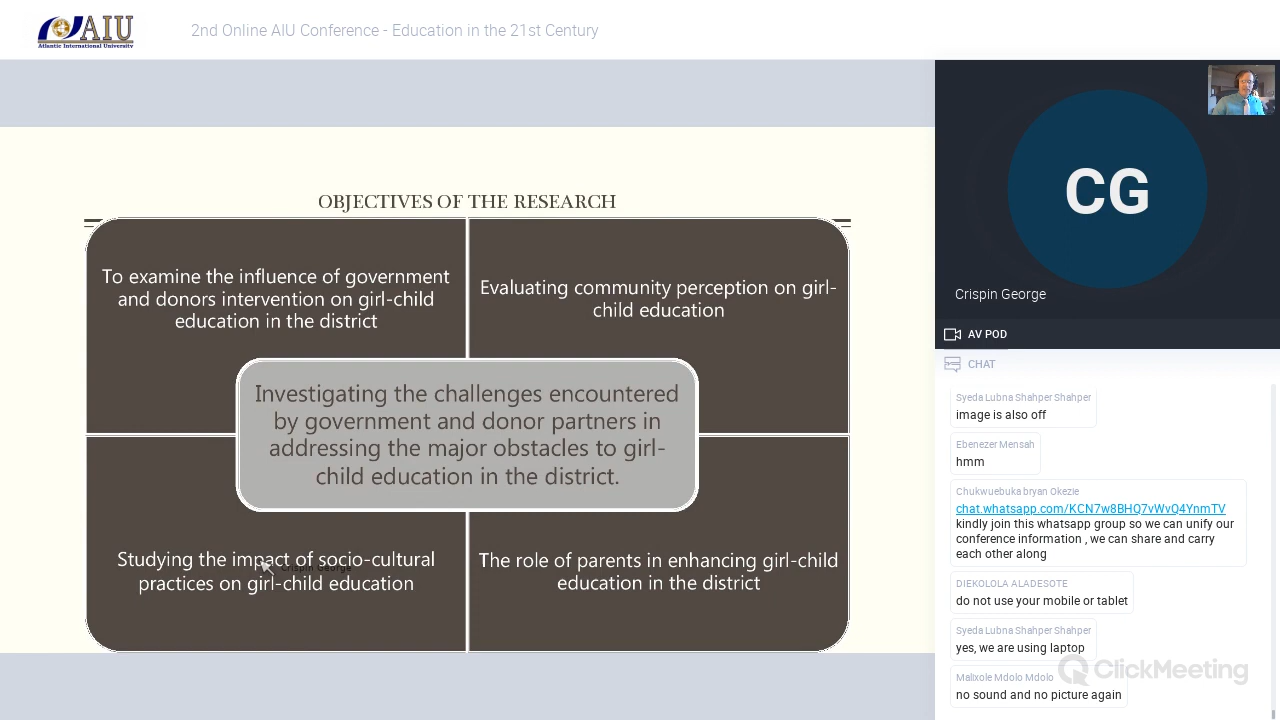 AIU
Atlantic International University
2nd Online AIU Conference - Education in the 21st Century
OBJECTIVES OF THE RESEARCH
To examine the influence of government
and donors intervention on girl-child
education in the district
Evaluating community perception on girl-
child education
Investigating the challenges encountered
by government and donor partners in
addressing the major obstacles to girl-
child education in the district.
Studying the impact of socio-cultural
practices on girl-child education
Crispin George
The role of parents in enhancing girl-child
education in the district
CG
Crispin George
AV POD
CHAT
Syeda Lubna Shahper Shahper
image is also off
Ebenezer Mensah
hmm
Chukwuebuka bryan Okezie
chat.whatsapp.com/KCN7w8BHQ7vWvQ4YnmTV
kindly join this whatsapp group so we can unify our
conference information , we can share and carry
each other along
DIEKOLOLA ALADESOTE
do not use your mobile or tablet
Syeda Lubna Shahper Shahper
yes, we are using laptop
Malixole Mdolo Mdolo
no sound and no picture again
ClickMeeting